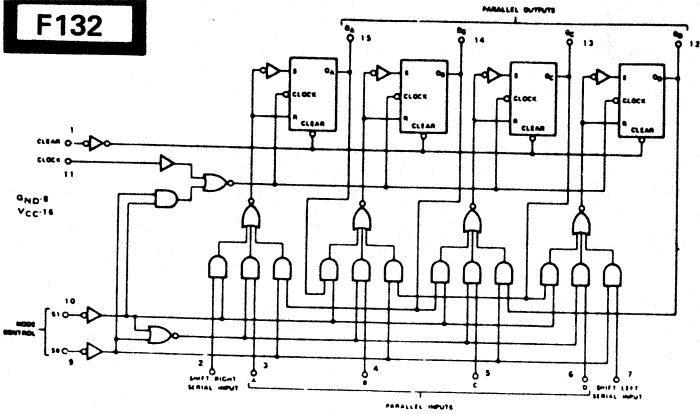 F132
PARALLEL OUTPUTS
QA 15
QB 14
QC 13
QD 12
S QA
CLOCK
R
CLEAR
S QB
CLOCK
R
CLEAR
S QC
CLOCK
R
CLEAR
S QD
CLOCK
R
CLEAR
1
CLEAR
CLOCK
11
GND-8
VCC-16
10
S1
MODE
CONTROL
S0
9
2
SHIFT RIGHT
SERIAL INPUT
3
A
4
B
5
C
6
D
7
SHIFT LEFT
SERIAL INPUT
PARALLEL INPUTS